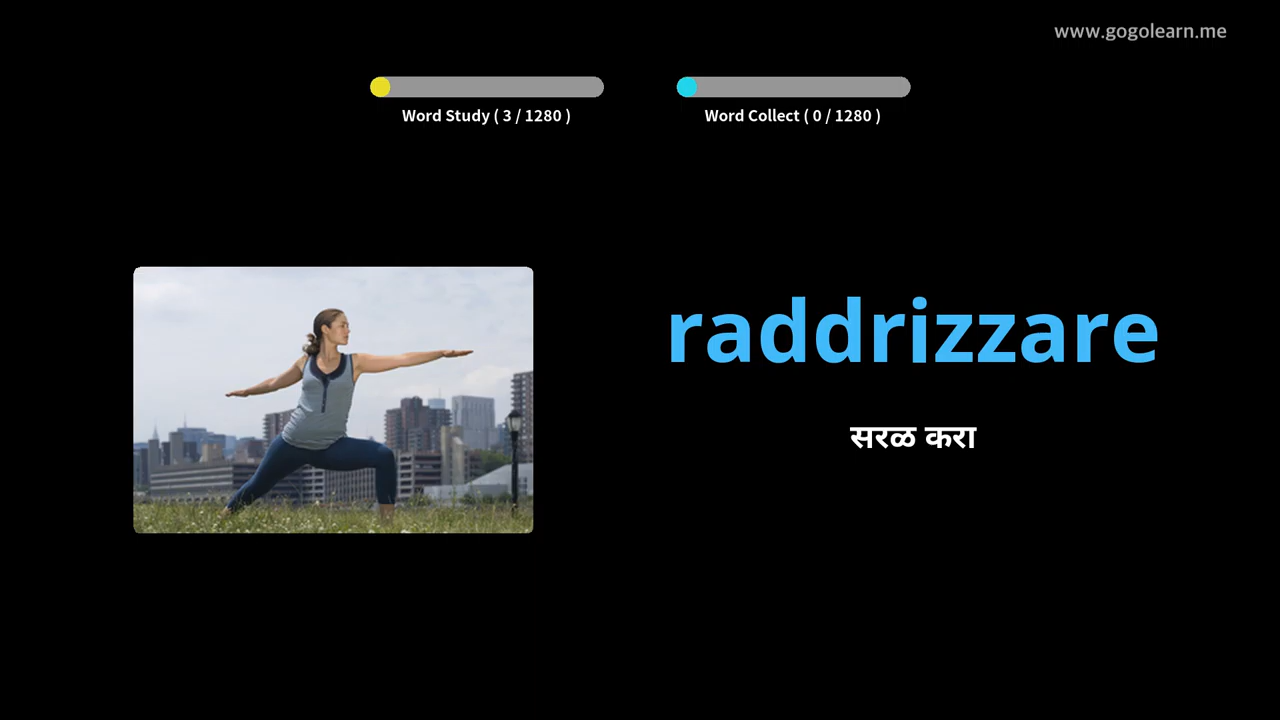 www.gogolearn.me
Word Study ( 3 / 1280 )
Word Collect ( 0 / 1280 )
raddrizzare
सरळ करा